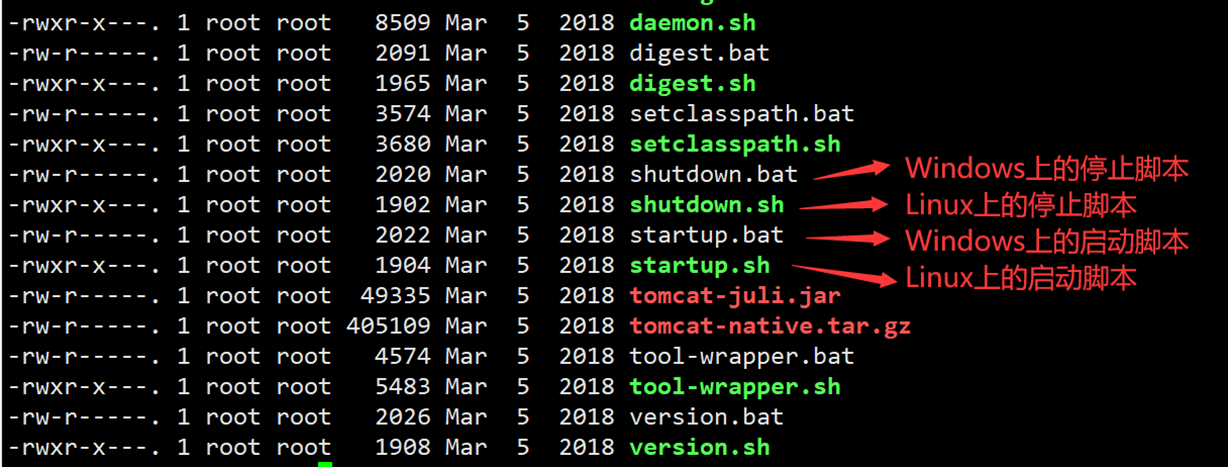 -rwxr-x---. 1 root root   8509 Mar  5  2018 daemon.sh
-rw-r-----. 1 root root   2091 Mar  5  2018 digest.bat
-rwxr-x---. 1 root root   1965 Mar  5  2018 digest.sh
-rw-r-----. 1 root root   3574 Mar  5  2018 setclasspath.bat
-rwxr-x---. 1 root root   3680 Mar  5  2018 setclasspath.sh
-rw-r-----. 1 root root   2020 Mar  5  2018 shutdown.bat Windows上的停止脚本
-rwxr-x---. 1 root root   1902 Mar  5  2018 shutdown.sh Linux上的停止脚本
-rw-r-----. 1 root root   2022 Mar  5  2018 startup.bat Windows上的启动脚本
-rwxr-x---. 1 root root   1904 Mar  5  2018 startup.sh Linux上的启动脚本
-rw-r-----. 1 root root  49335 Mar  5  2018 tomcat-juli.jar
-rw-r-----. 1 root root 405109 Mar  5  2018 tomcat-native.tar.gz
-rw-r-----. 1 root root   4574 Mar  5  2018 tool-wrapper.bat
-rwxr-x---. 1 root root   5483 Mar  5  2018 tool-wrapper.sh
-rw-r-----. 1 root root   2026 Mar  5  2018 version.bat
-rwxr-x---. 1 root root   1908 Mar  5  2018 version.sh